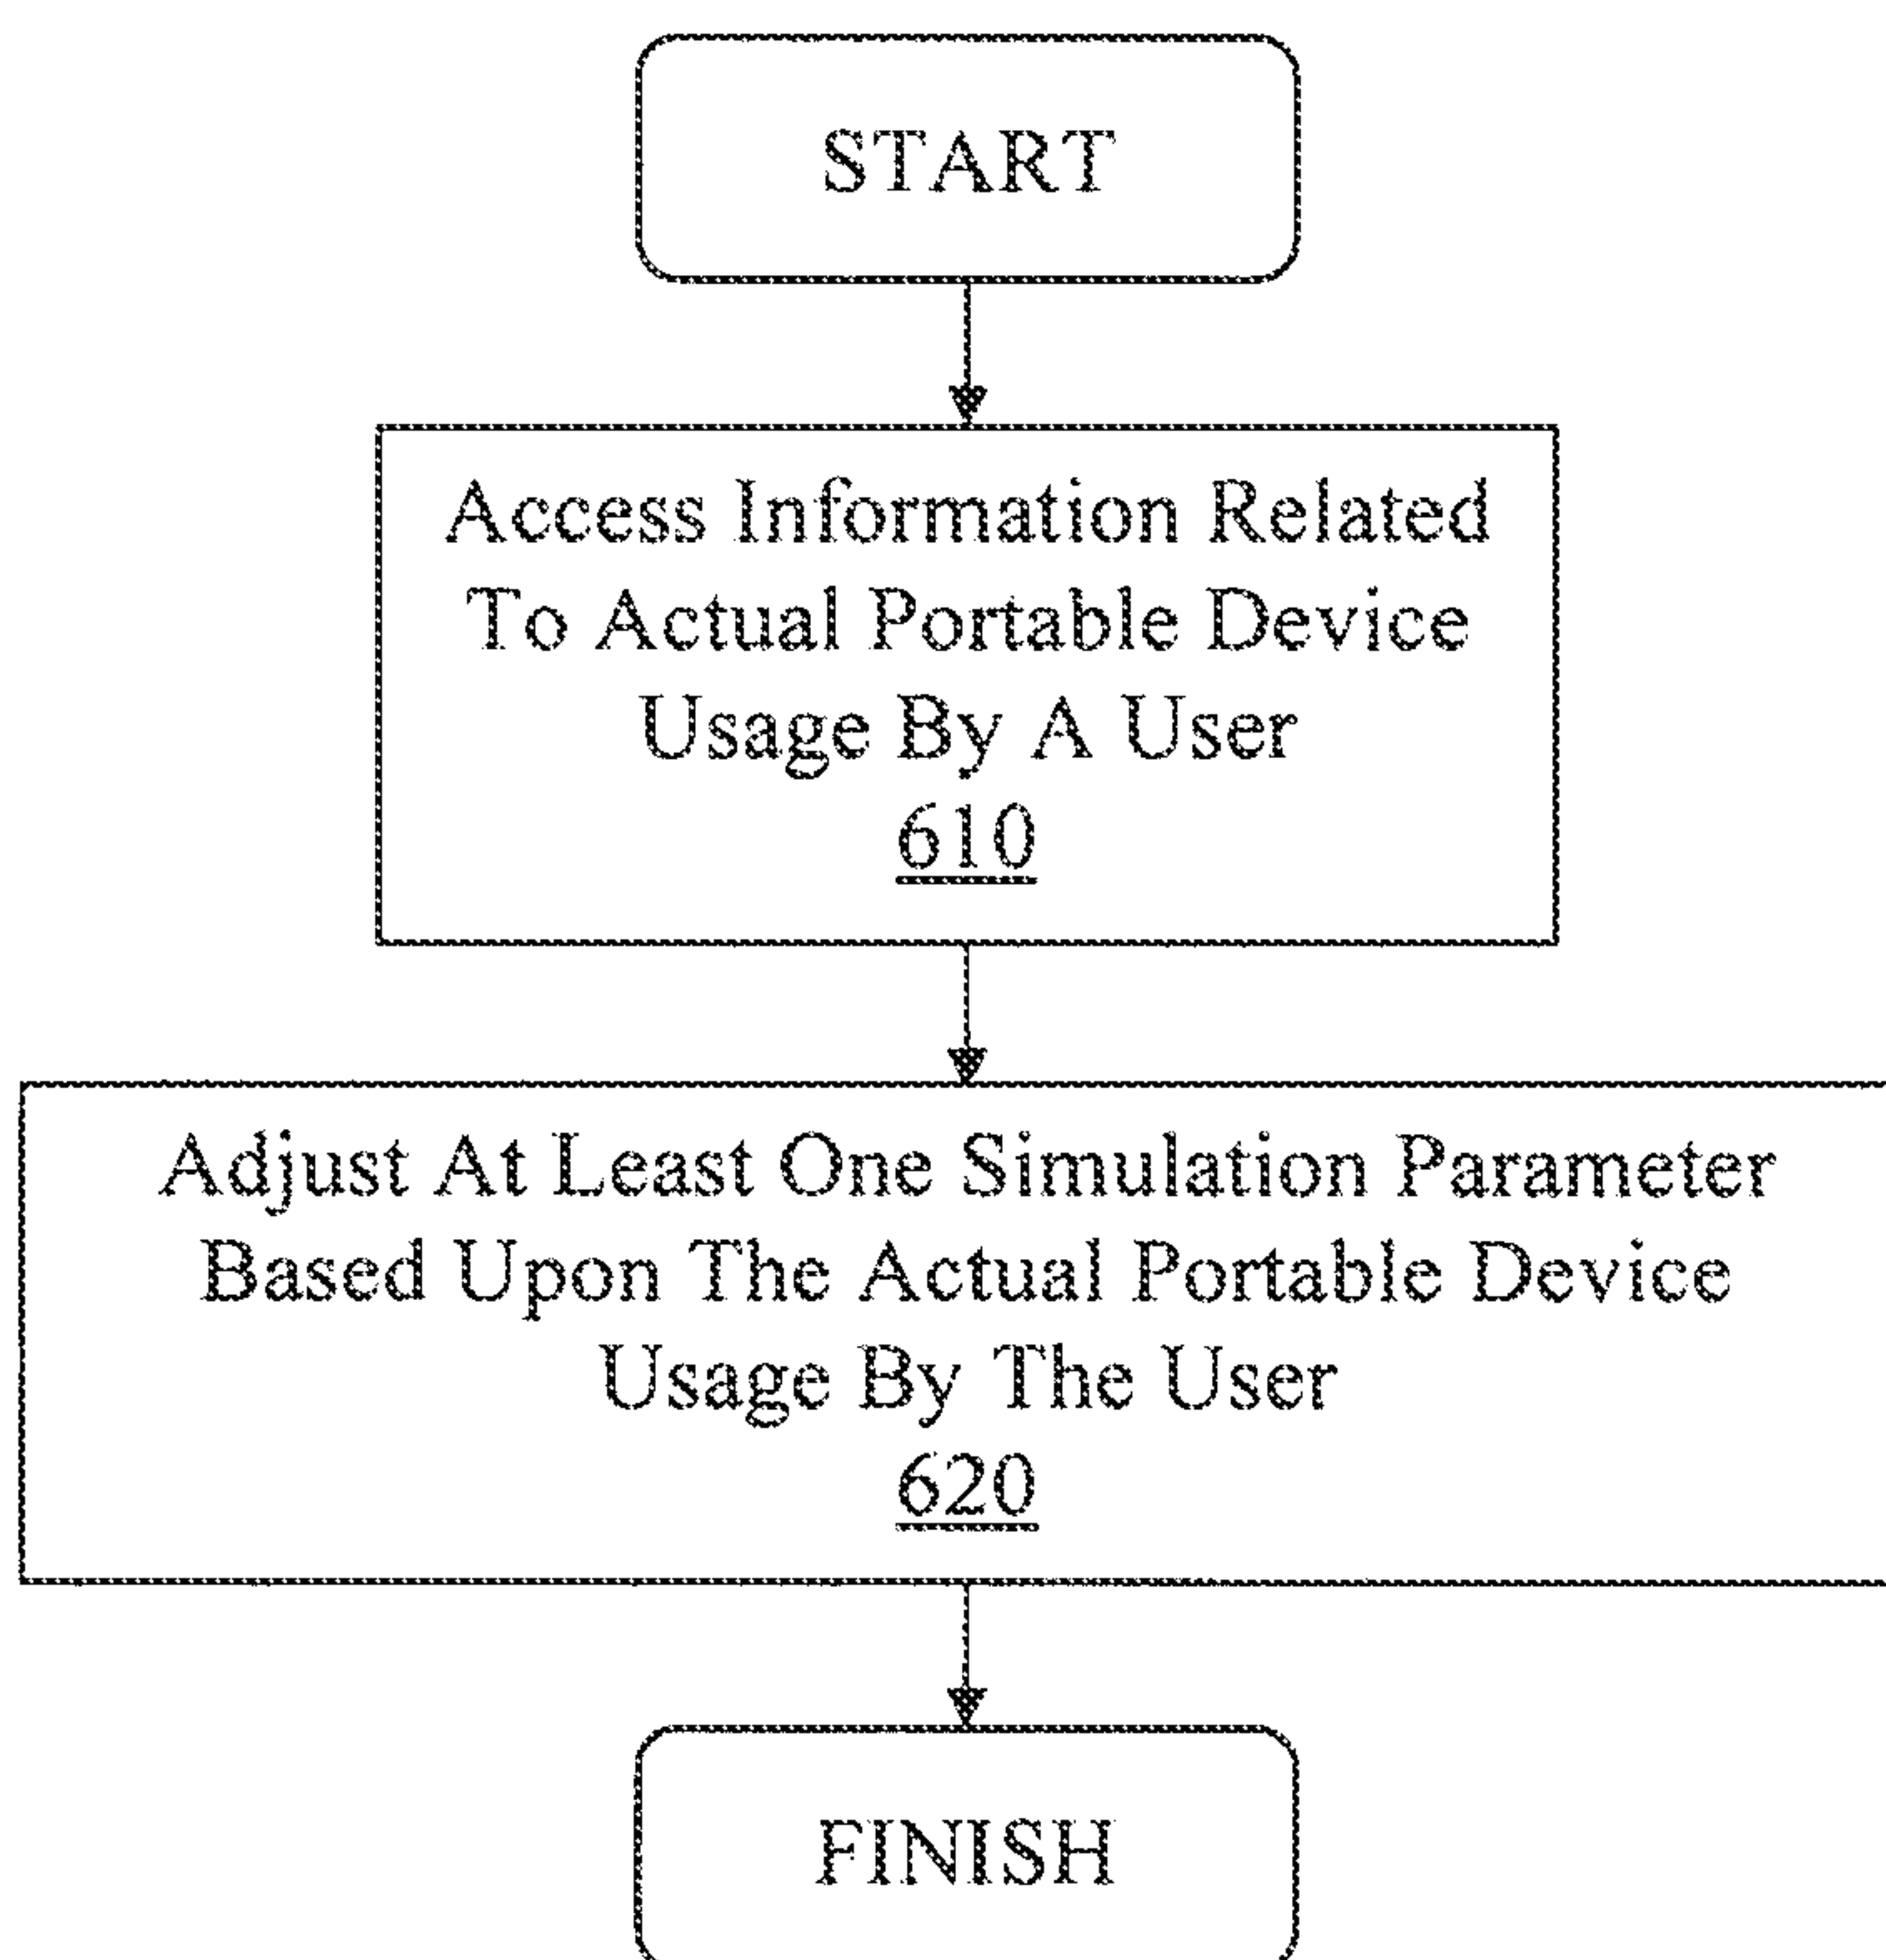 START
Access Information Related
To Actual Portable Device
Usage By A User
610
Adjust At Least One Simulation Parameter
Based Upon The Actual Portable Device
Usage By The User
620
FINISH